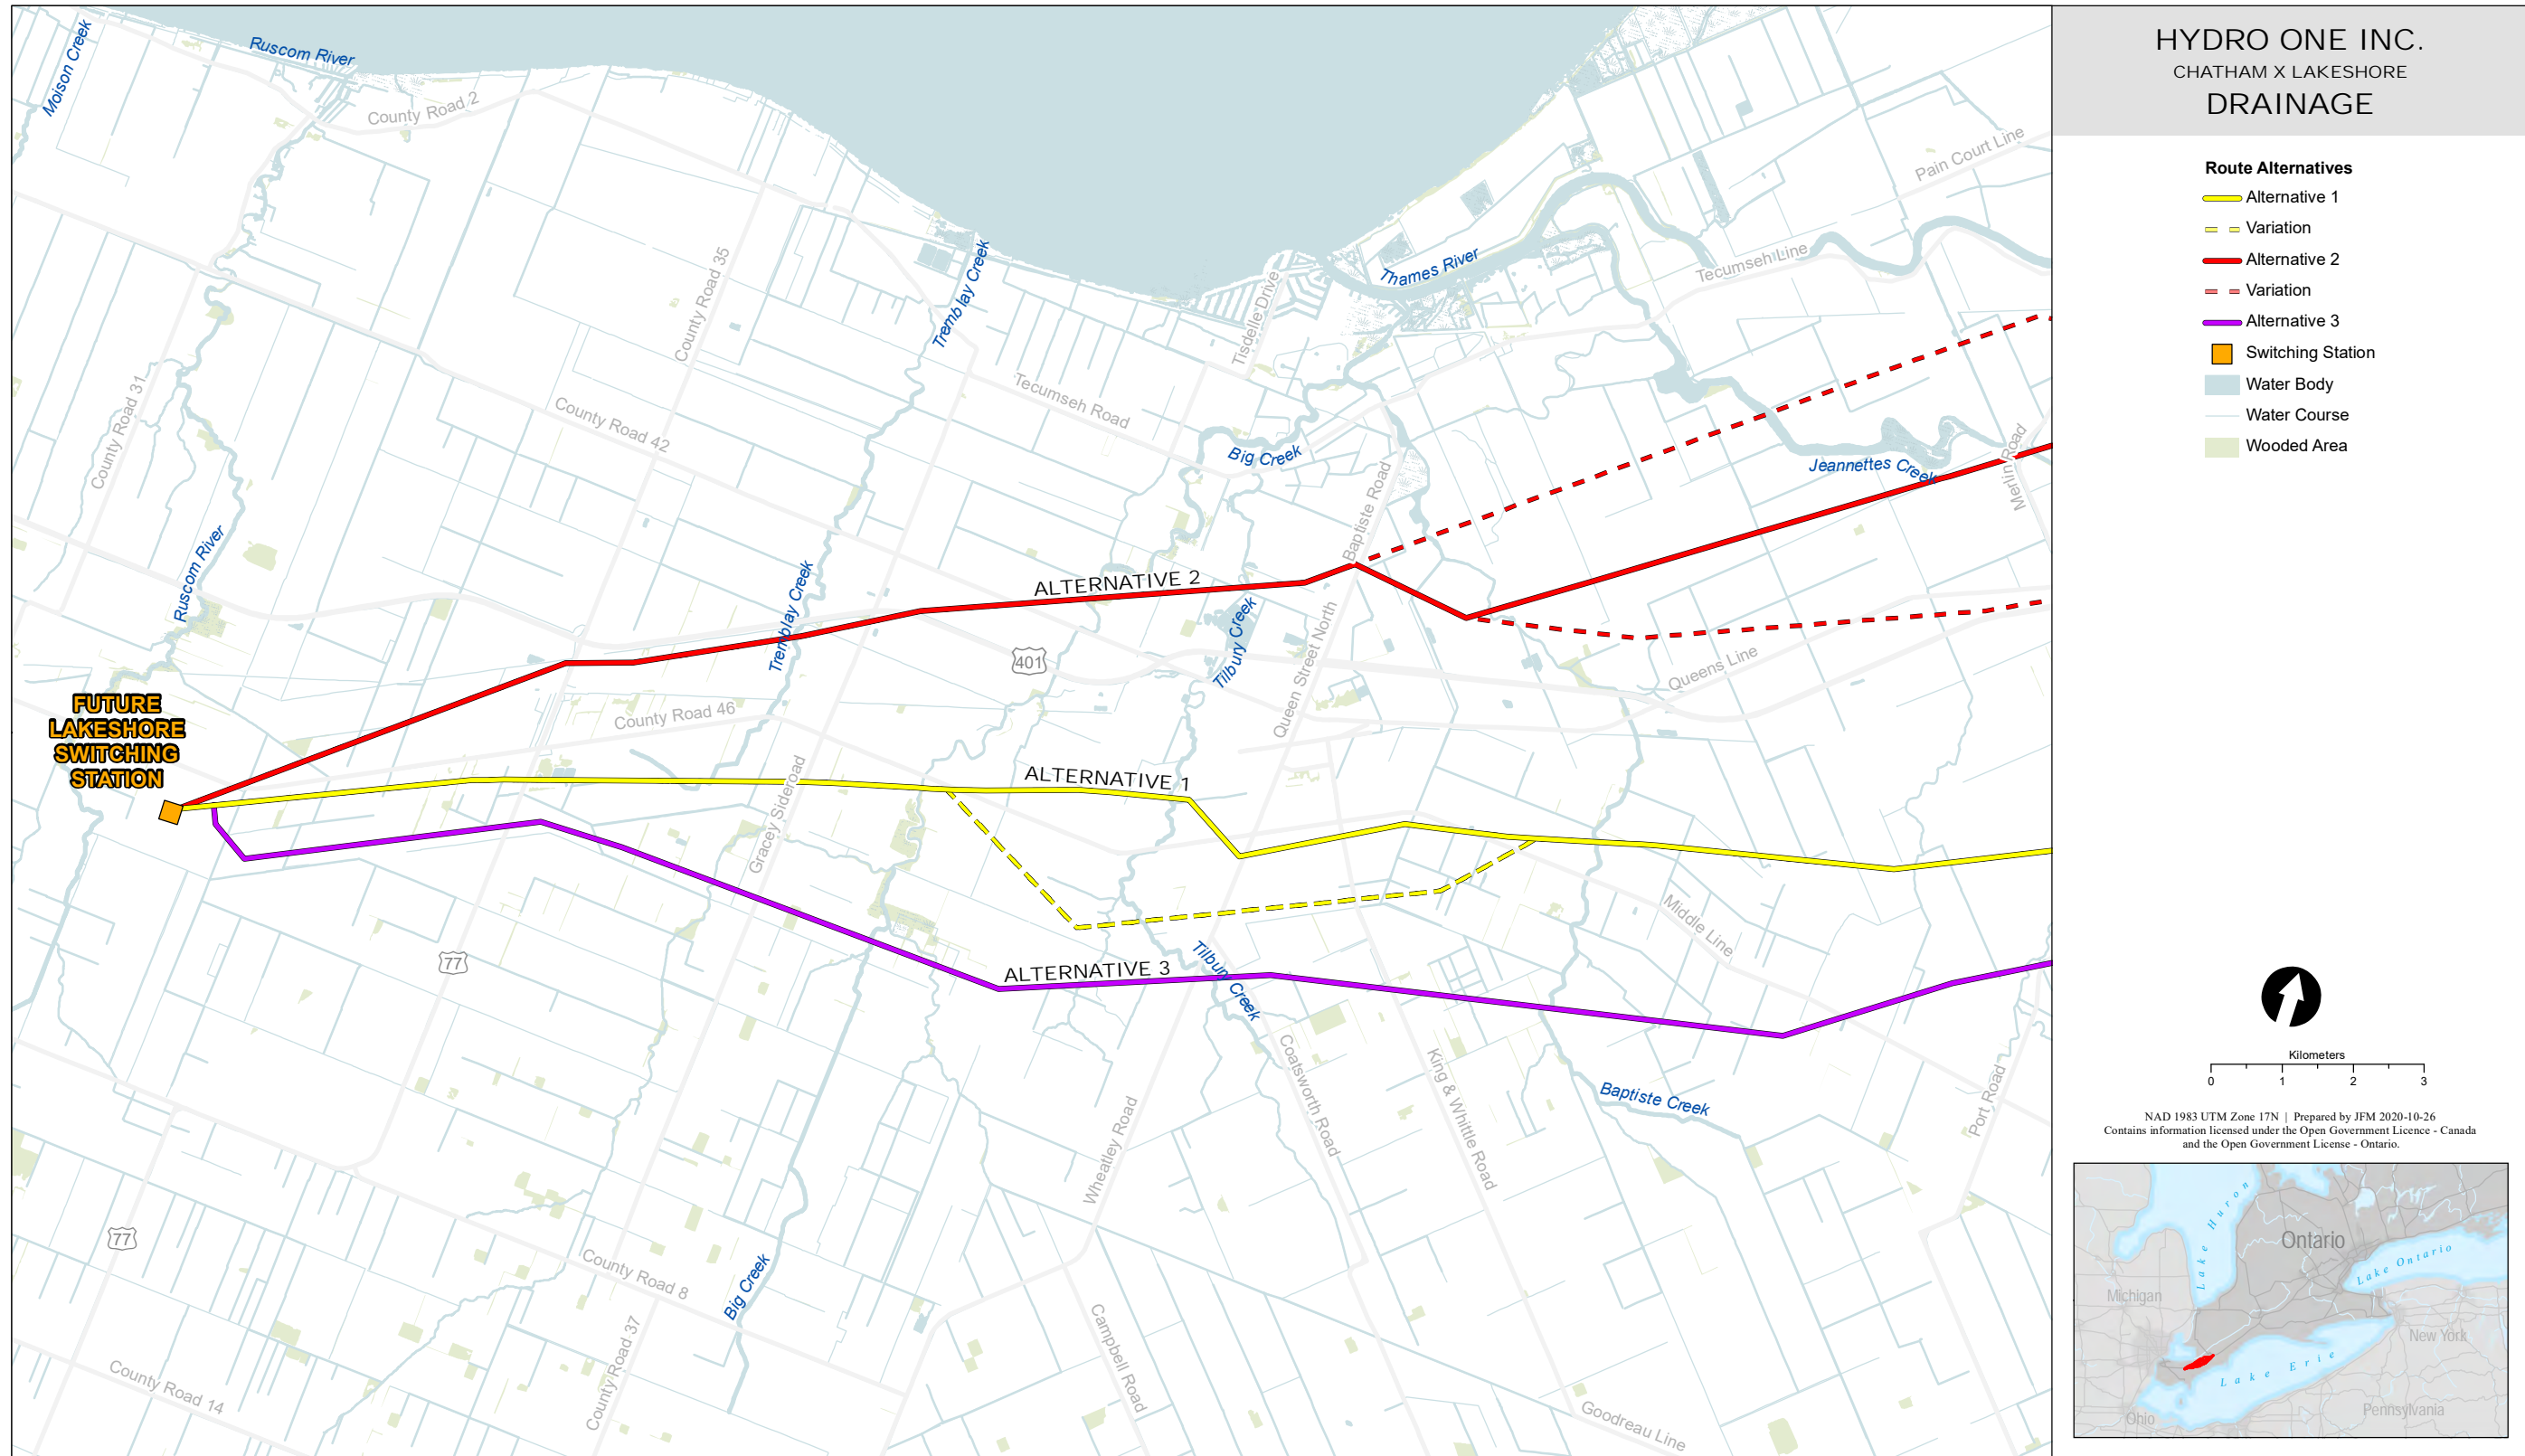 HYDRO ONE INC.
CHATHAM X LAKESHORE
DRAINAGE
Route Alternatives
Alternative 1
Variation
Alternative 2
Variation
Alternative 3
Switching Station
Water Body
Water Course
Wooded Area
Moison Creek
Ruscom River
County Road 2
Pain Court Line
County Road 35
Tremblay Creek
Thames River
Tecumseh Line
Tisdelle Drive
County Road 31
Tecumseh Road
County Road 42
Big Creek
Jeannettes Creek
Merlin Road
Baptiste Road
Ruscom River
Tremblay Creek
ALTERNATIVE 2
Tilbury Creek
Queen Street North
401
Queens Line
FUTURE
LAKESHORE
SWITCHING
STATION
County Road 46
ALTERNATIVE 1
Gracey Sideroad
Middle Line
77
ALTERNATIVE 3
Tilbury Creek
Coatsworth Road
King & Whittle Road
Baptiste Creek
Port Road
Wheatley Road
77
County Road 8
Big Creek
County Road 37
Campbell Road
County Road 14
Goodreau Line
Kilometers
0 1 2 3
NAD 1983 UTM Zone 17N | Prepared by JFM 2020-10-26
Contains information licensed under the Open Government Licence - Canada
and the Open Government License - Ontario.
Lake Huron
Ontario
Lake Ontario
Michigan
New York
Lake Erie
Ohio
Pennsylvania